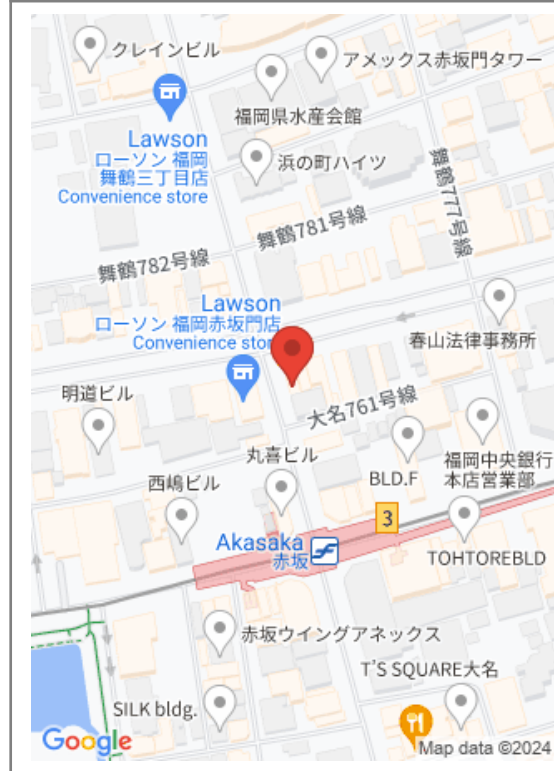 クレインビル
アメックス赤坂門タワー
福岡県水産会館
Lawson
ローソン 福岡
舞鶴三丁目店
Convenience store
浜の町ハイツ
舞鶴777号線
舞鶴781号線
舞鶴782号線
Lawson
ローソン 福岡赤坂門店
Convenience store
春山法律事務所
明道ビル
大名761号線
丸喜ビル
西嶋ビル
BLD.F
福岡中央銀行
本店営業部
3
Akasaka
赤坂
TOHTOREBLD
赤坂ウイングアネックス
T'S SQUARE大名
SILK bldg.
Google
Map data ©2024